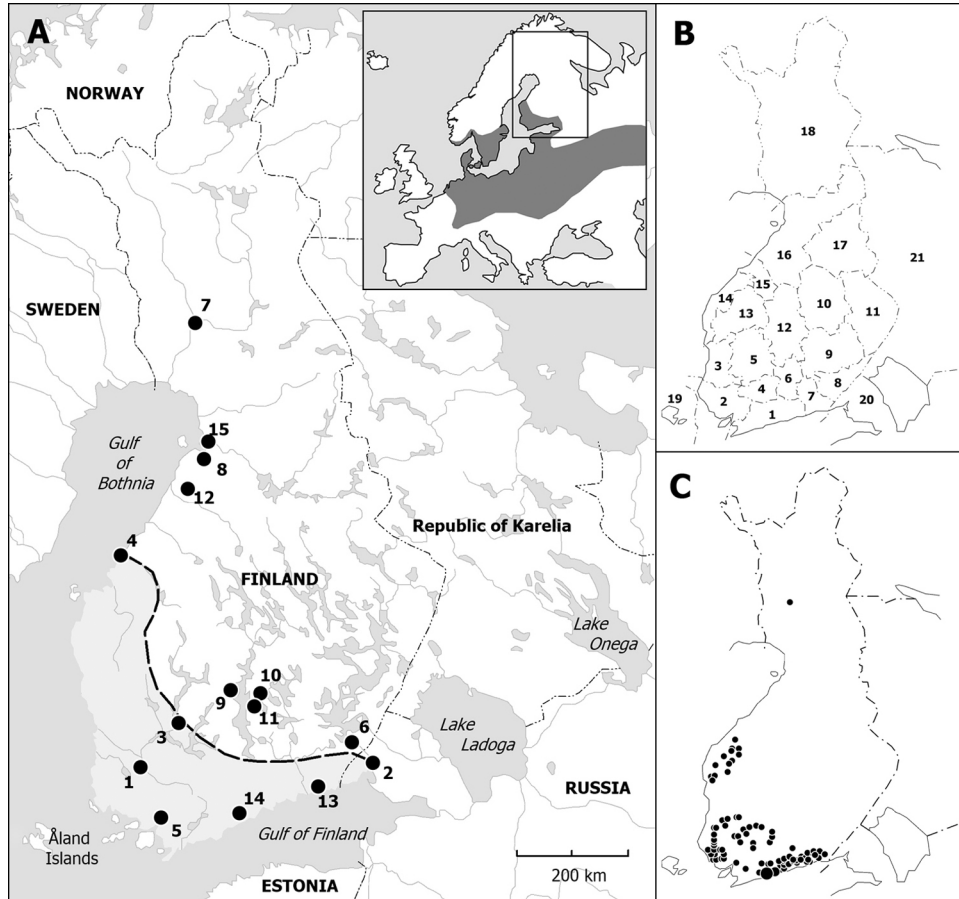 A
NORWAY
SWEDEN
7
Gulf
of
Bothnia
15
8
12
4
Republic of Karelia
FINLAND
Lake
Onega
10
9
11
3
6
Lake
Ladoga
2
1
13
RUSSIA
14
5
Gulf of Finland
Åland
Islands
200 km
ESTONIA
B
18
17
16
21
15
14
10
11
13
12
5
3
9
6
8
4
2
7
19
20
1
C